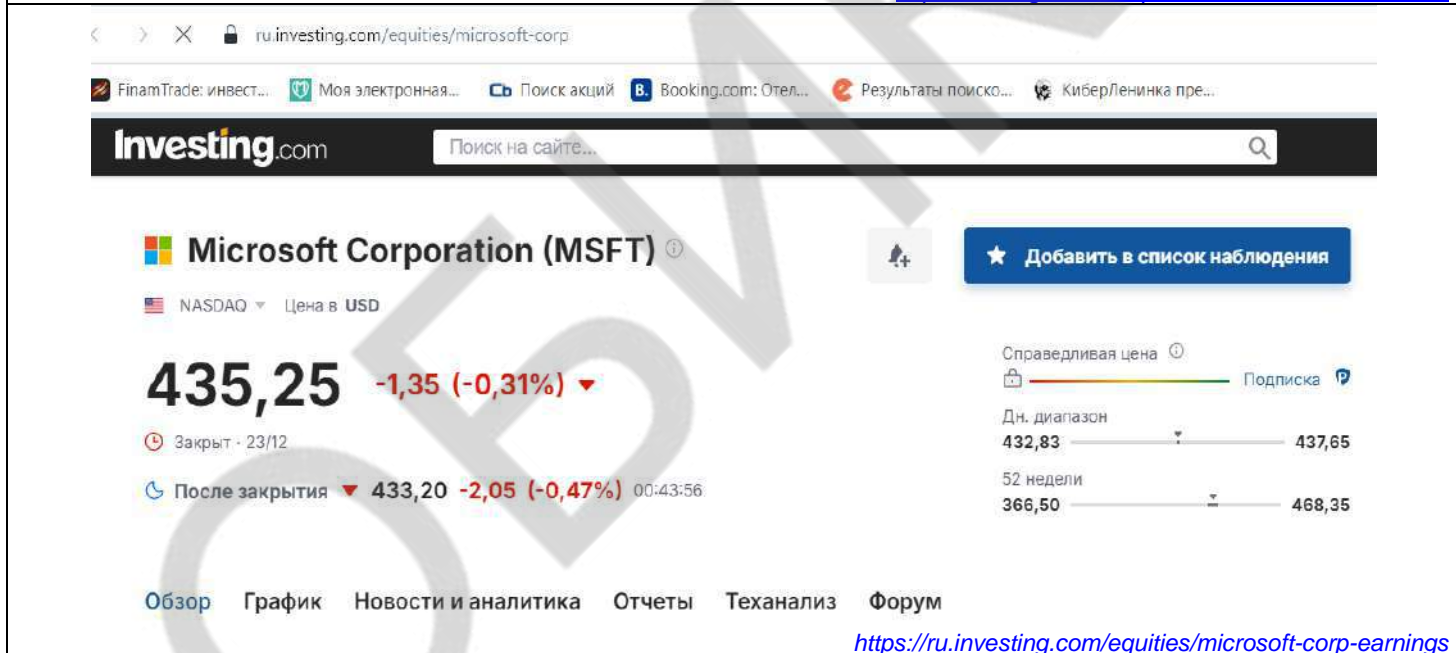 ru.investing.com/equities/microsoft-corp
FinamTrade: инвест... Моя электронная... Cb Поиск акций B. Booking.com: Отел... Результаты поиско... КиберЛенинка пре...
Investing.com Поиск на сайте...
Microsoft Corporation (MSFT) Добавить в список наблюдения
NASDAQ Цена в USD
Справедливая цена
Подписка
435,25 -1,35 (-0,31%)
Дн. диапазон
432,83 437,65
Закрыт · 23/12
52 недели
366,50 468,35
После закрытия 433,20 -2,05 (-0,47%) 00:43:56
Обзор График Новости и аналитика Отчеты Теханализ Форум
https://ru.investing.com/equities/microsoft-corp-earnings